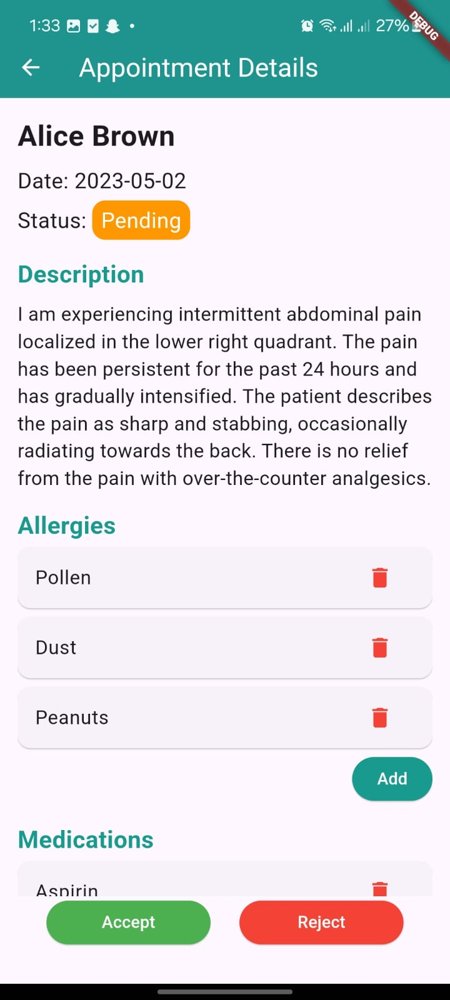 1:33
27%
DEBUG
Appointment Details
Alice Brown
Date: 2023-05-02
Status: Pending
Description
I am experiencing intermittent abdominal pain
localized in the lower right quadrant. The pain
has been persistent for the past 24 hours and
has gradually intensified. The patient describes
the pain as sharp and stabbing, occasionally
radiating towards the back. There is no relief
from the pain with over-the-counter analgesics.
Allergies
Pollen
Dust
Peanuts
Add
Medications
Aspirin
Accept
Reject